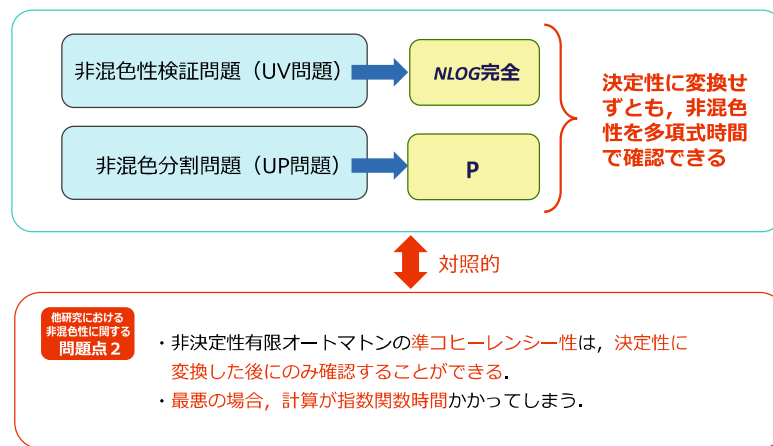 非混色性検証問題（UV問題）
NLOG完全
非混色分割問題（UP問題）
P
決定性に変換せ
ずとも，非混色
性を多項式時間
で確認できる
対照的
他研究における
非混色性に関する
問題点２
・非決定性有限オートマトンの準コヒーレンシー性は，決定性に
変換した後にのみ確認することができる．
・最悪の場合，計算が指数関数時間かかってしまう．